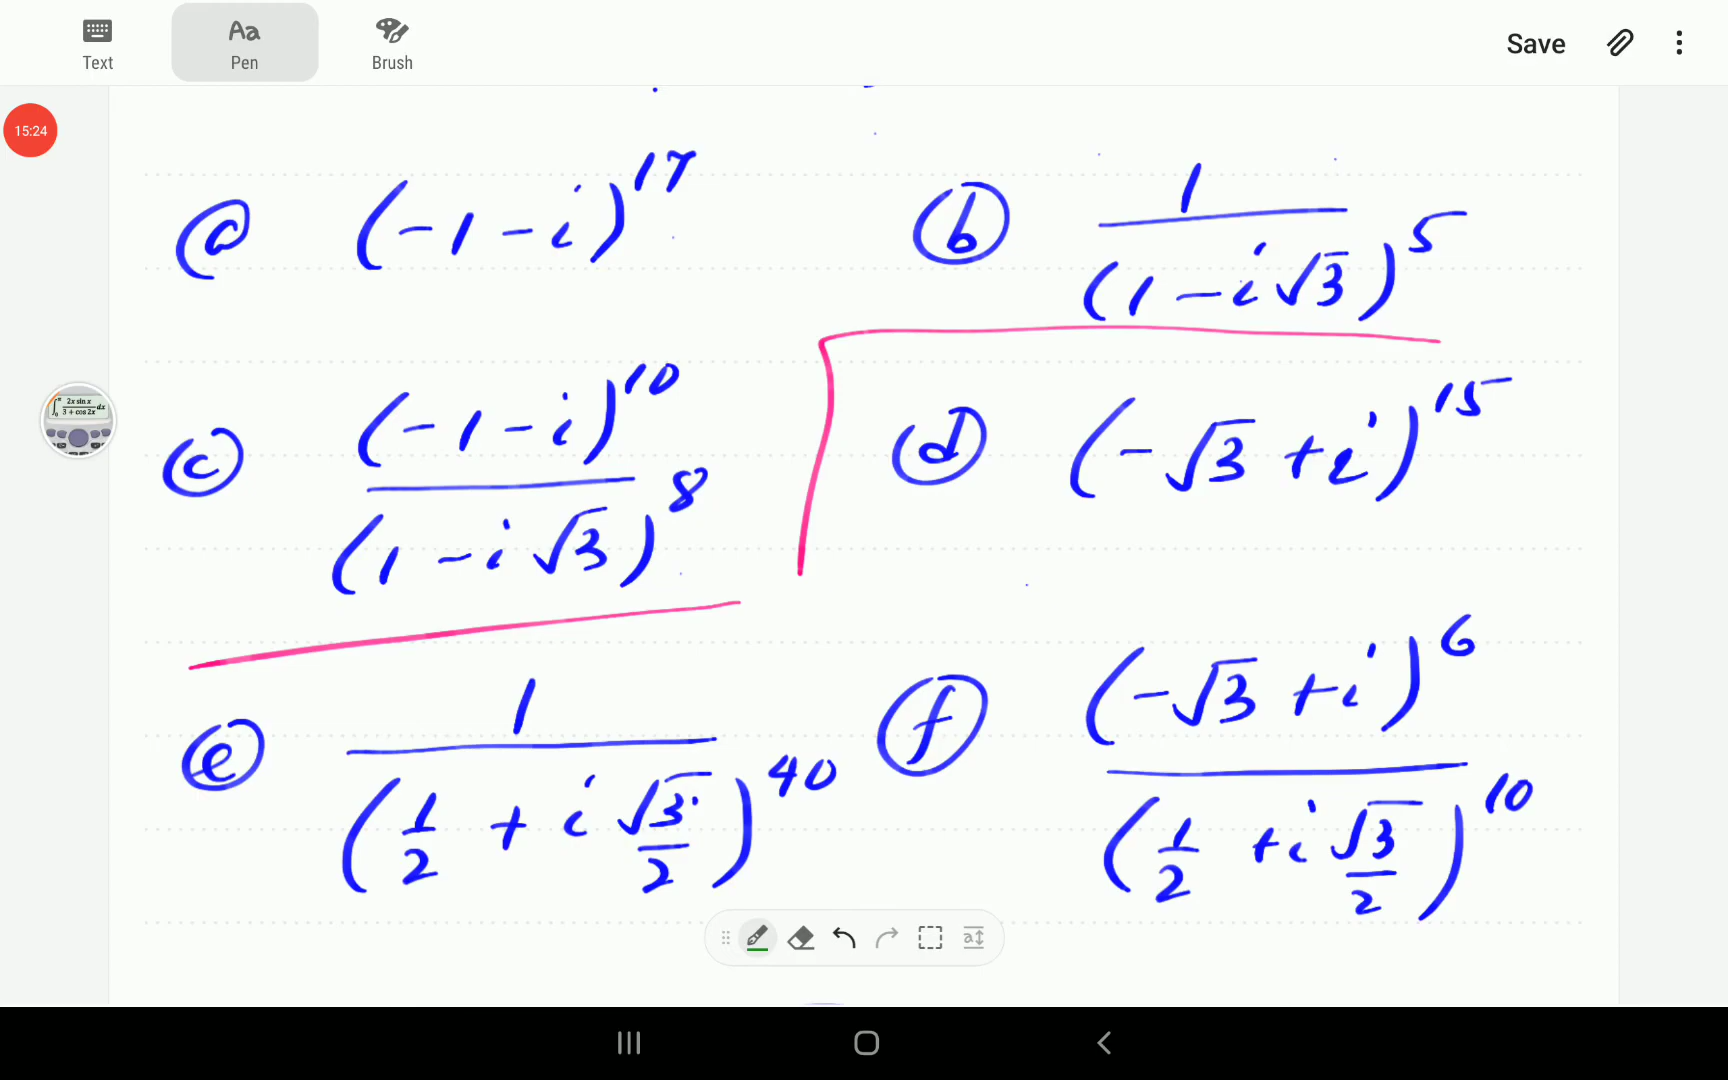 Text
Pen
Brush
Save
15:24
ⓐ (-1 - i)^17
ⓑ 1/(1 - i√3)^5
ⓒ (-1 - i)^10/(1 - i√3)^8
ⓓ (-√3 + i)^15
ⓔ 1/(1/2 + i √3/2)^40
ⓕ (-√3 + i)^6/(1/2 + i √3/2)^10